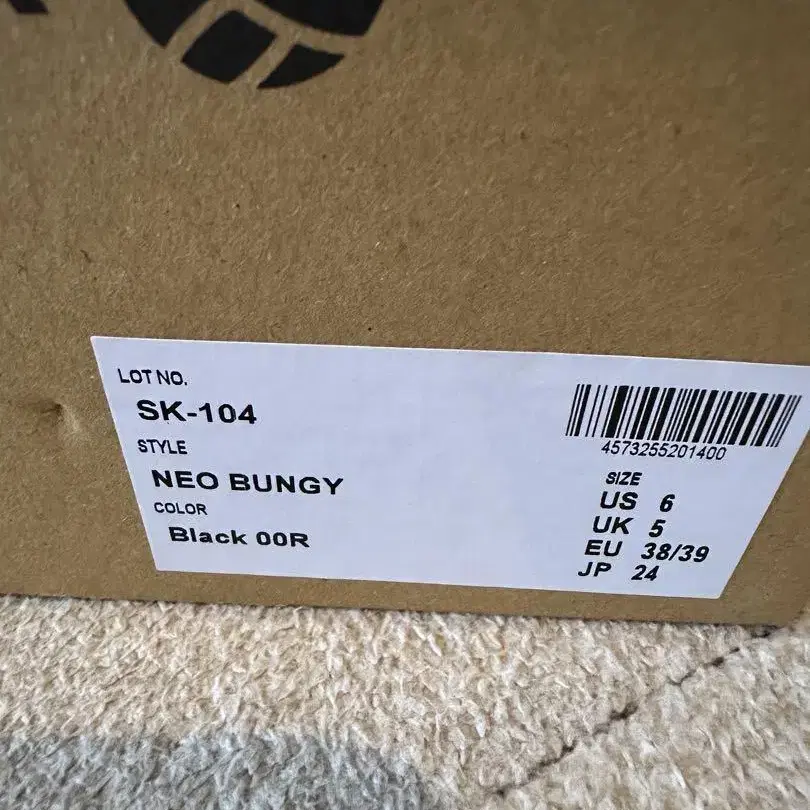 LOT NO.
SK-104
STYLE
NEO BUNGY
COLOR
Black 00R
4573255201400
SIZE
US 6
UK 5
EU 38/39
JP 24